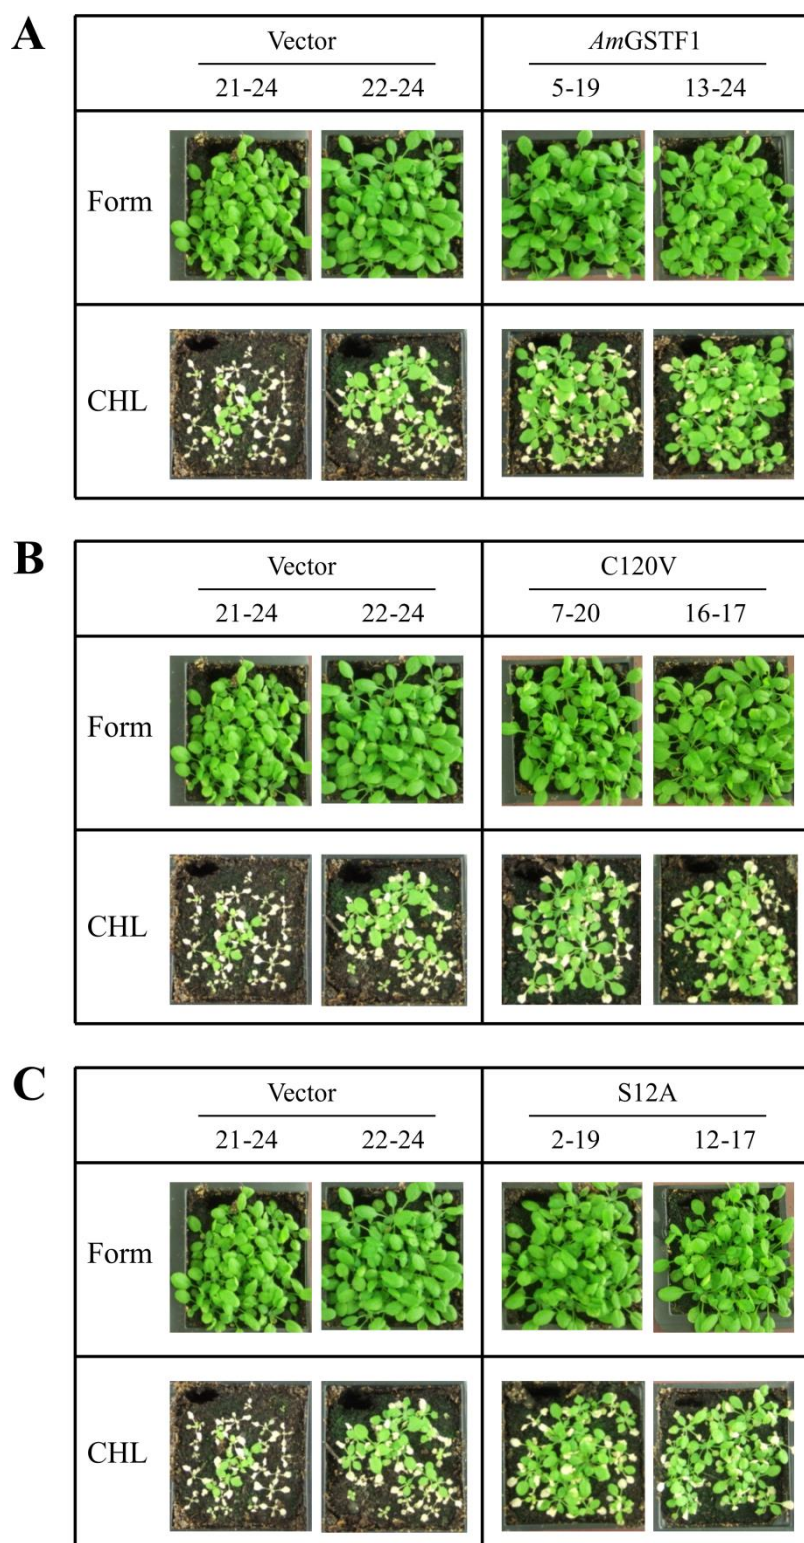 A
Vector AmGSTF1
21-24 22-24 5-19 13-24
Form
CHL
B
Vector C120V
21-24 22-24 7-20 16-17
Form
CHL
C
Vector S12A
21-24 22-24 2-19 12-17
Form
CHL